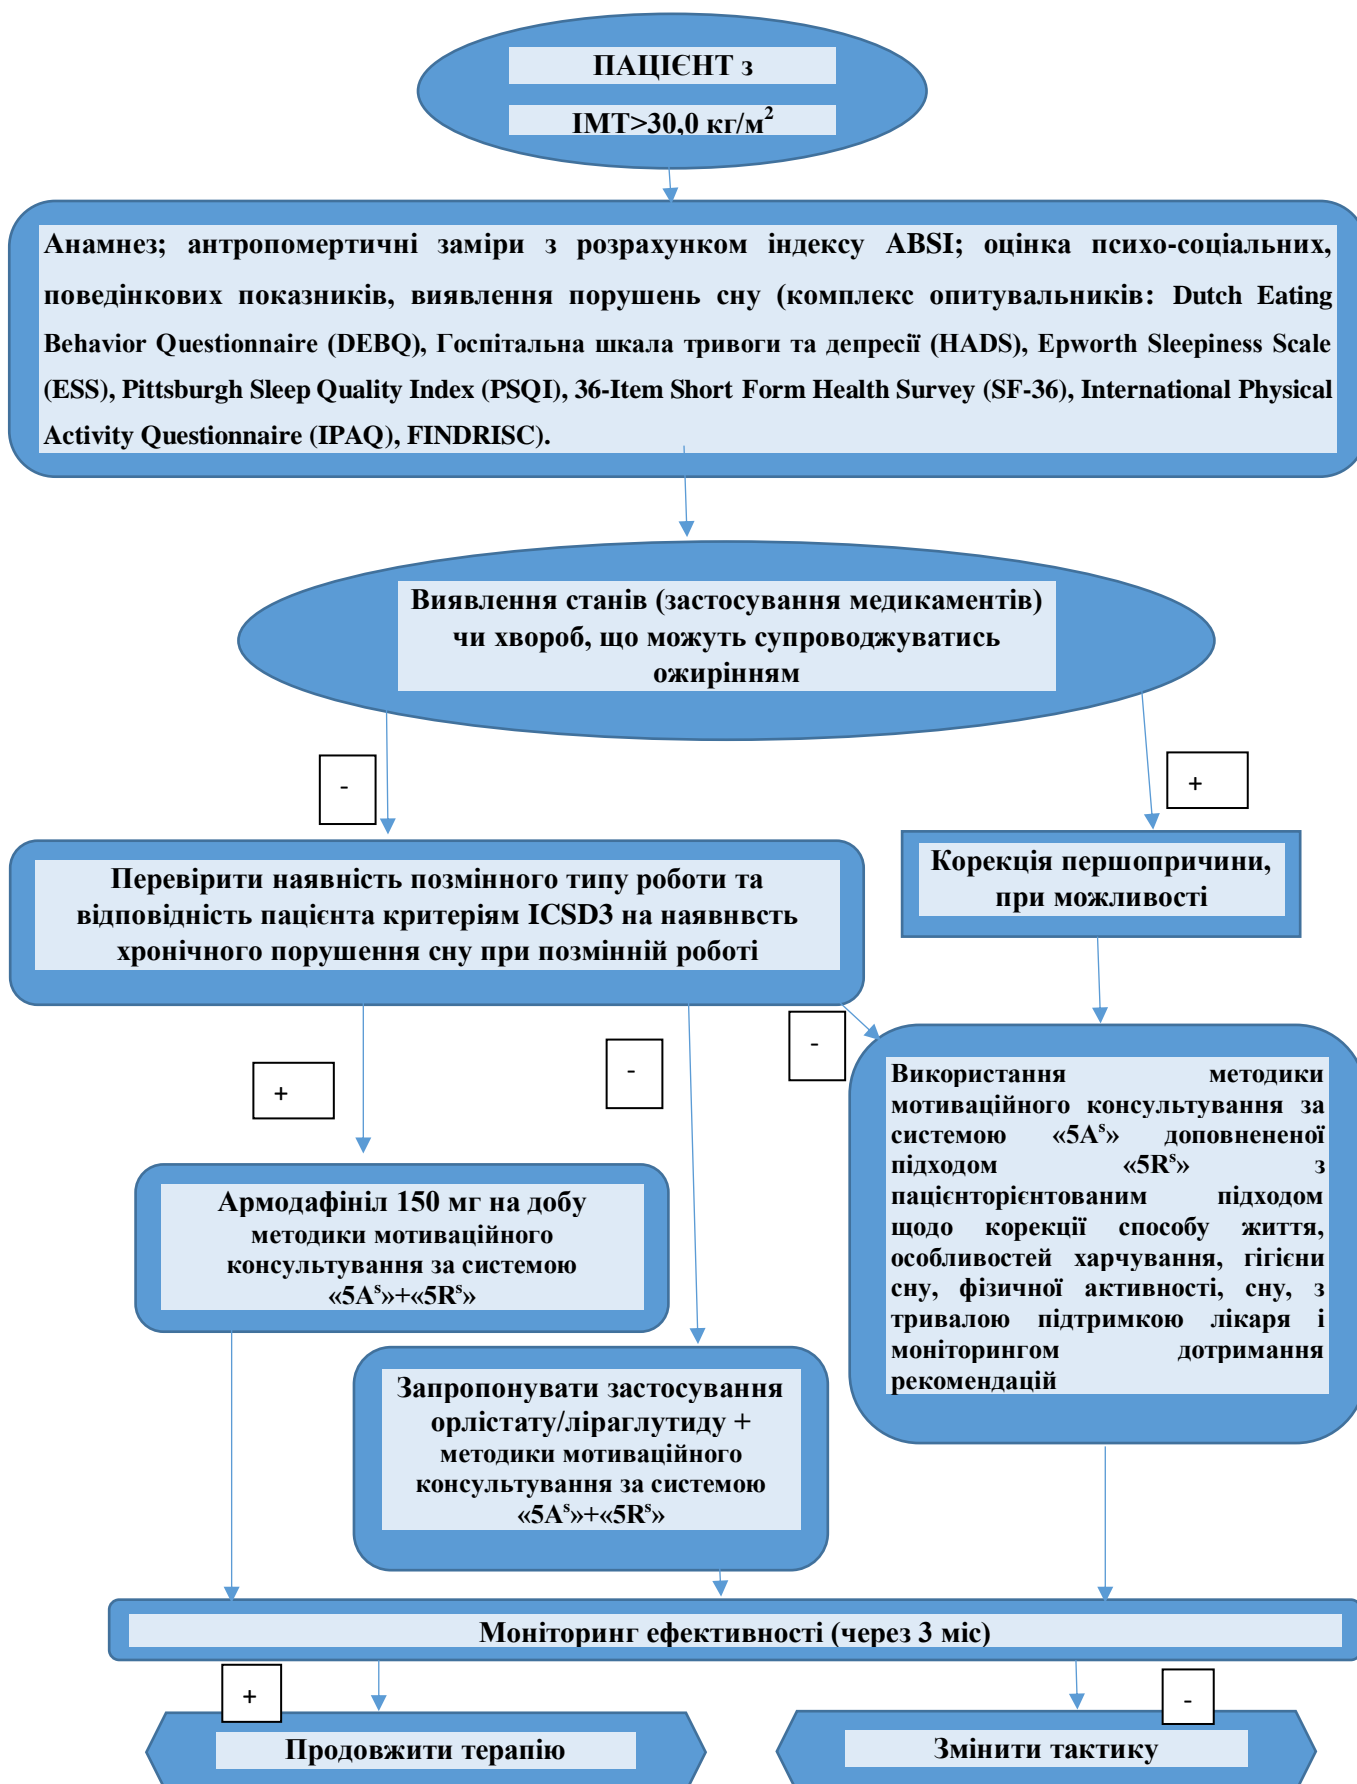 ПАЦІЄНТ з
ІМТ>30,0 кг/м²
Анамнез; антропомертичні заміри з розрахунком індексу ABSI; оцінка психо-соціальних,
поведінкових показників, виявлення порушень сну (комплекс опитувальників: Dutch Eating
Behavior Questionnaire (DEBQ), Госпітальна шкала тривоги та депресії (HADS), Epworth Sleepiness Scale
(ESS), Pittsburgh Sleep Quality Index (PSQI), 36-Item Short Form Health Survey (SF-36), International Physical
Activity Questionnaire (IPAQ), FINDRISC).
Виявлення станів (застосування медикаментів)
чи хвороб, що можуть супроводжуватись
ожирінням
-
+
Перевірити наявність позмінного типу роботи та
відповідність пацієнта критеріям ICSD3 на наявнвсть
хронічного порушення сну при позмінній роботі
Корекція першопричини,
при можливості
+
-
-
Використання методики
мотиваційного консультування за
системою «5Aˢ» доповнененої
підходом «5Rˢ» з
пацієнторієнтованим підходом
щодо корекції способу життя,
особливостей харчування, гігієни
сну, фізичної активності, сну, з
тривалою підтримкою лікаря і
моніторингом дотримання
рекомендацій
Армодафініл 150 мг на добу
методики мотиваційного
консультування за системою
«5Aˢ»+«5Rˢ»
Запропонувати застосування
орлістату/ліраглутиду +
методики мотиваційного
консультування за системою
«5Aˢ»+«5Rˢ»
Моніторинг ефективності (через 3 міс)
+
-
Продовжити терапію
Змінити тактику